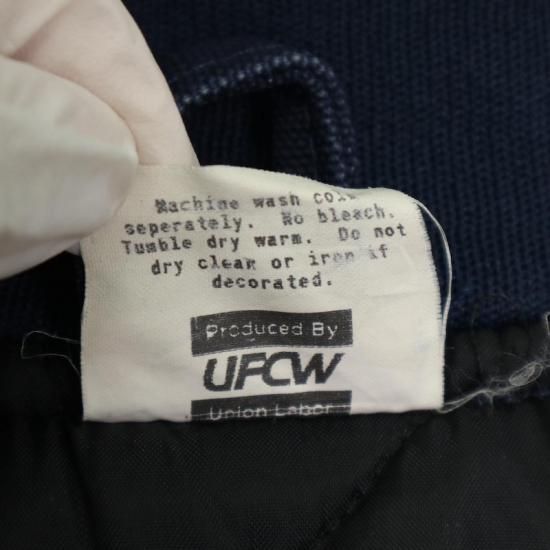 Machine wash cold
seperately. No bleach.
Tumble dry warm. Do not
dry clean or iron if
decorated.
Produced By
UFCW
Union Labor